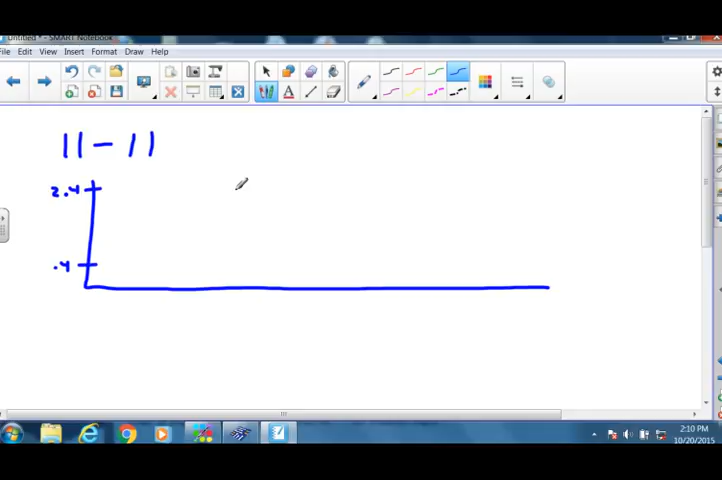 Untitled * - SMART Notebook
File Edit View Insert Format Draw Help
11 - 11
2.4
.4
2:10 PM
10/20/2015